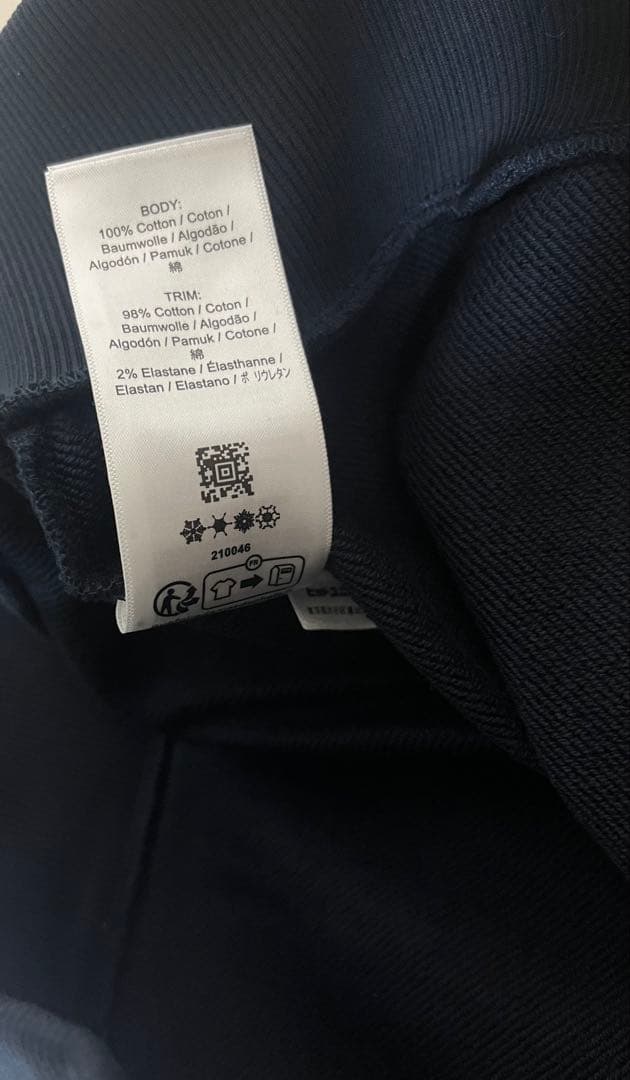 BODY:
100% Cotton / Coton /
Baumwolle / Algodão /
Algodón / Pamuk / Cotone /
綿
TRIM:
98% Cotton / Coton /
Baumwolle / Algodão /
Algodón / Pamuk / Cotone /
綿
2% Elastane / Élasthanne /
Elastan / Elastano / ポリウレタン
210046
FR